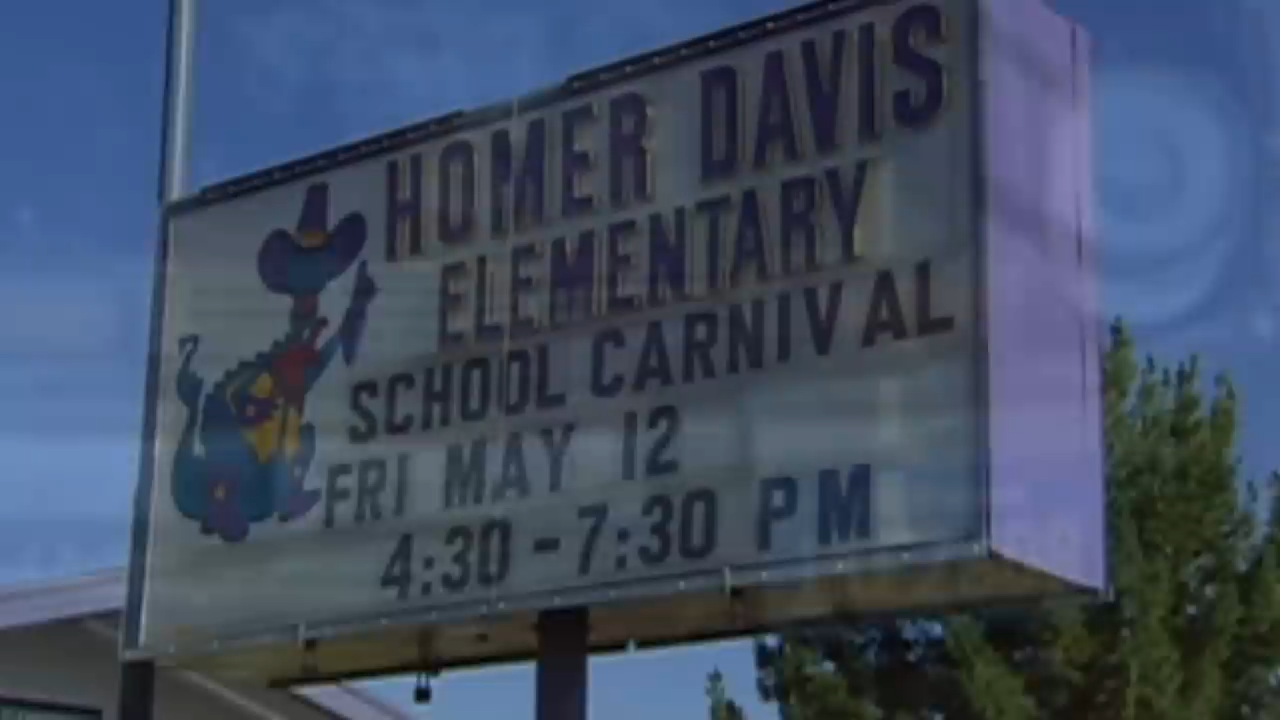 HOMER DAVIS
ELEMENTARY
SCHOOL CARNIVAL
FRI MAY 12
4:30-7:30 PM